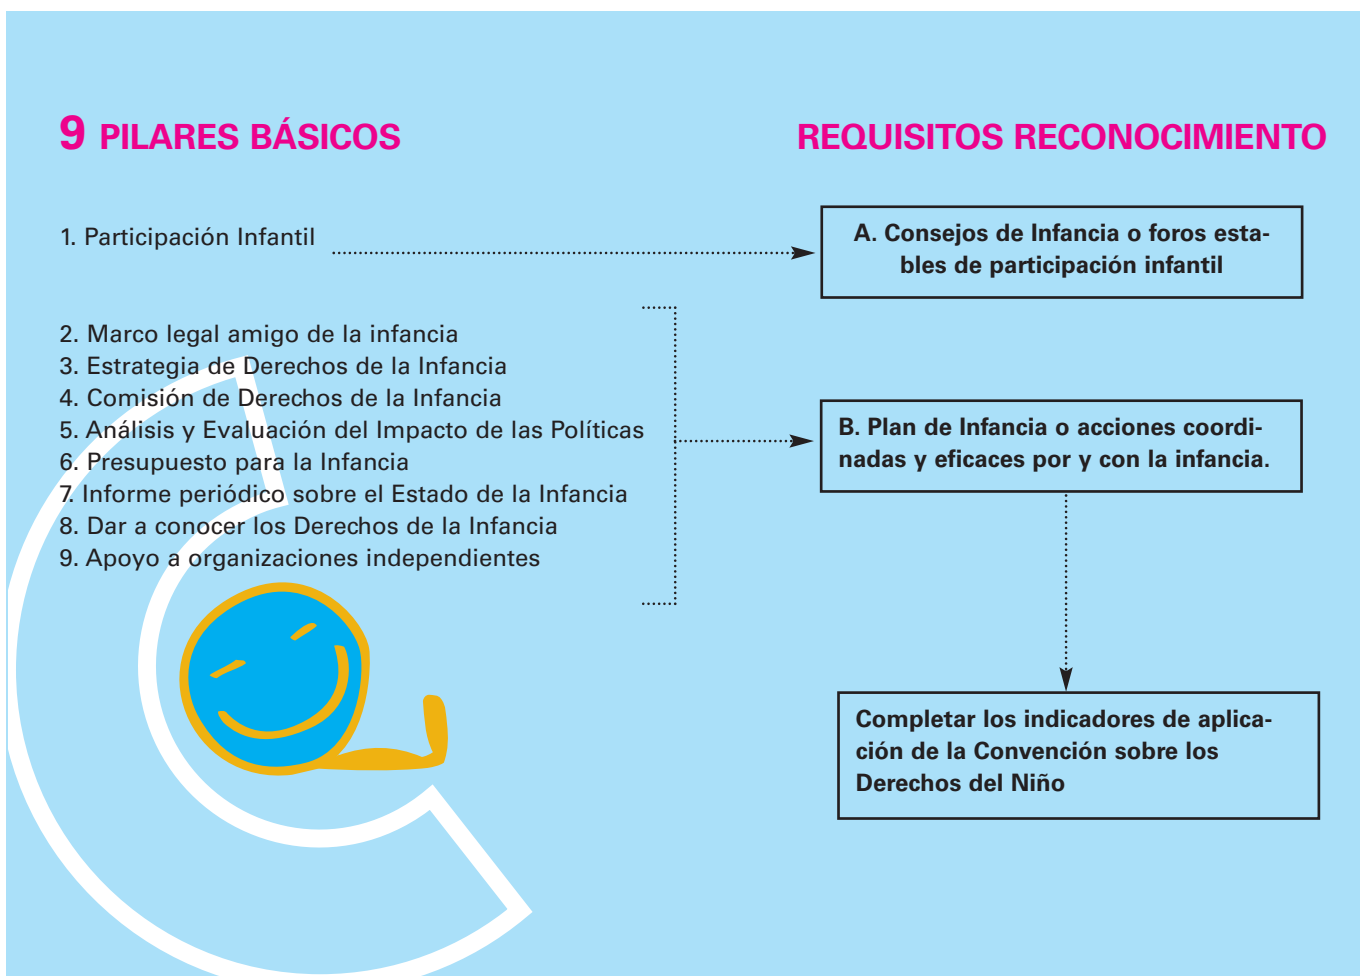 9 PILARES BÁSICOS
1. Participación Infantil
2. Marco legal amigo de la infancia
3. Estrategia de Derechos de la Infancia
4. Comisión de Derechos de la Infancia
5. Análisis y Evaluación del Impacto de las Políticas
6. Presupuesto para la Infancia
7. Informe periódico sobre el Estado de la Infancia
8. Dar a conocer los Derechos de la Infancia
9. Apoyo a organizaciones independientes
REQUISITOS RECONOCIMIENTO
A. Consejos de Infancia o foros esta-
bles de participación infantil
B. Plan de Infancia o acciones coordi-
nadas y eficaces por y con la infancia.
Completar los indicadores de aplica-
ción de la Convención sobre los
Derechos del Niño